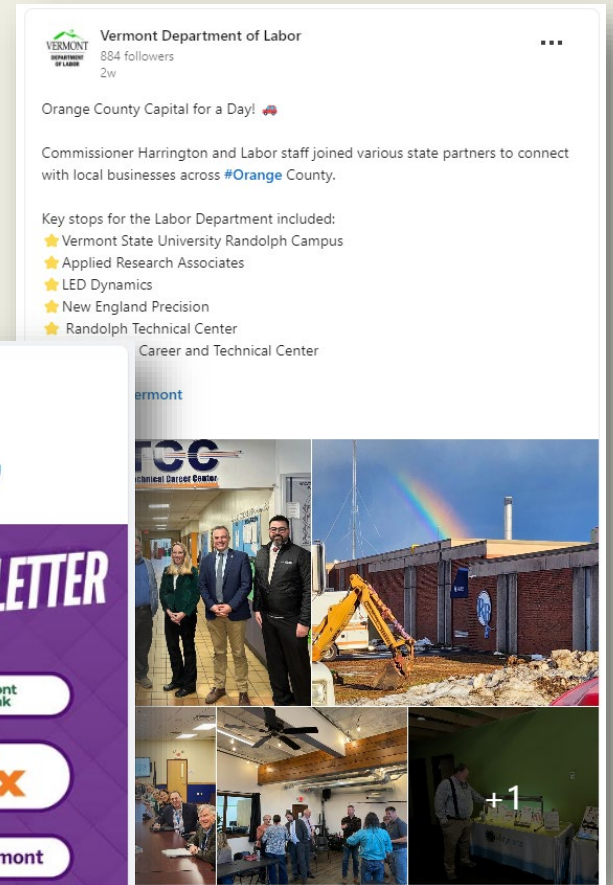 VERMONT
DEPARTMENT
OF LABOR
Vermont Department of Labor
884 followers
2w
Orange County Capital for a Day! 🚗
Commissioner Harrington and Labor staff joined various state partners to connect
with local businesses across #Orange County.
Key stops for the Labor Department included:
⭐ Vermont State University Randolph Campus
⭐ Applied Research Associates
⭐ LED Dynamics
⭐ New England Precision
⭐ Randolph Technical Center
Career and Technical Center
ermont
TCC
chnical Career Center
LETTER
ont
nk
x
mont
+1